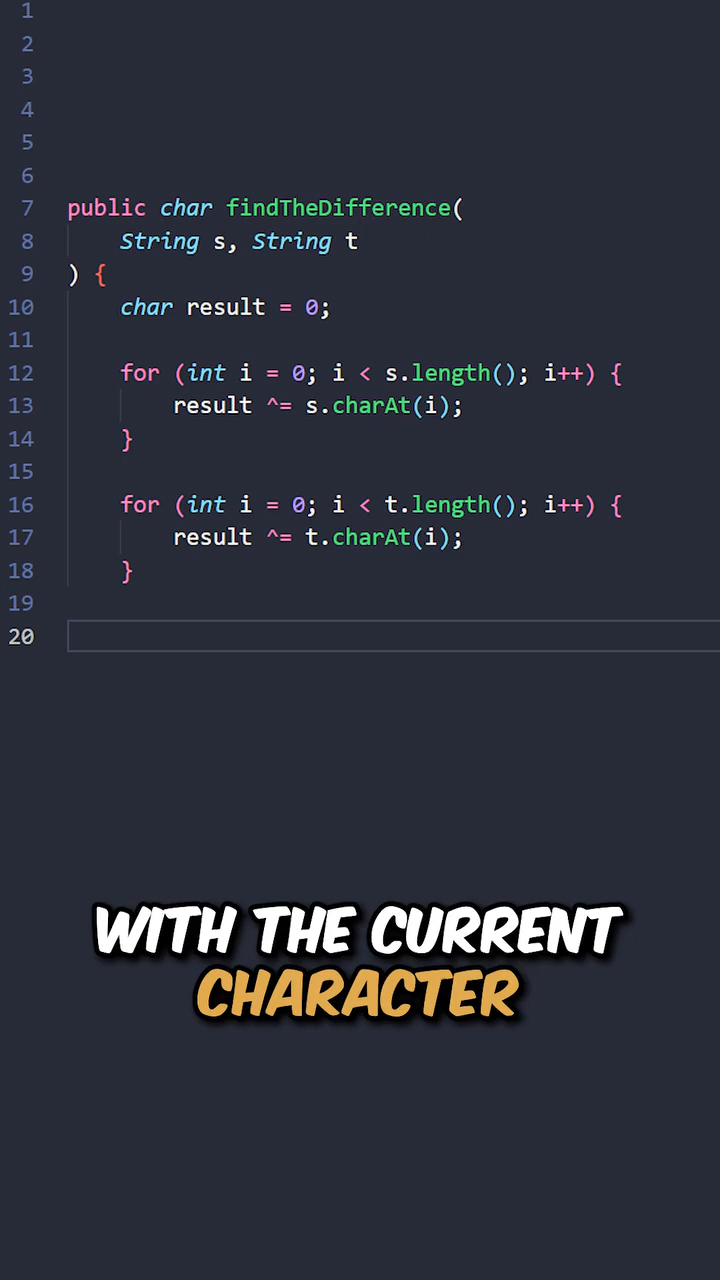 1
2
3
4
5
6
7 public char findTheDifference(
8     String s, String t
9 ) {
10     char result = 0;
11
12     for (int i = 0; i < s.length(); i++) {
13         result ^= s.charAt(i);
14     }
15
16     for (int i = 0; i < t.length(); i++) {
17         result ^= t.charAt(i);
18     }
19
20
WITH THE CURRENT
CHARACTER